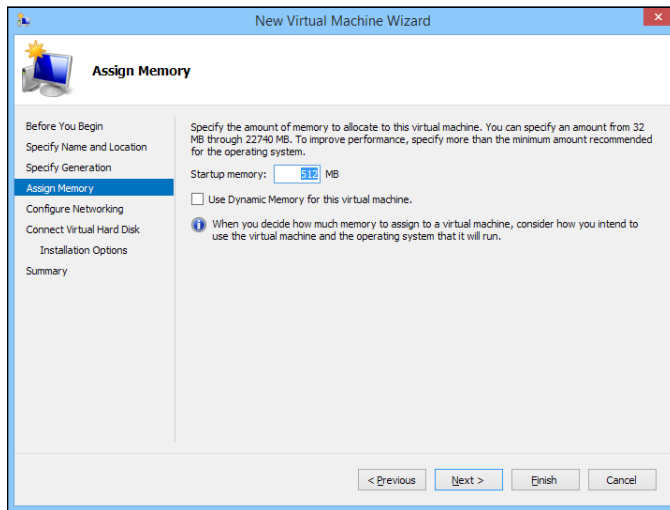 New Virtual Machine Wizard
Assign Memory
Before You Begin
Specify Name and Location
Specify Generation
Assign Memory
Configure Networking
Connect Virtual Hard Disk
Installation Options
Summary
Specify the amount of memory to allocate to this virtual machine. You can specify an amount from 32
MB through 22740 MB. To improve performance, specify more than the minimum amount recommended
for the operating system.
Startup memory: 512 MB
Use Dynamic Memory for this virtual machine.
When you decide how much memory to assign to a virtual machine, consider how you intend to
use the virtual machine and the operating system that it will run.
< Previous Next > Finish Cancel